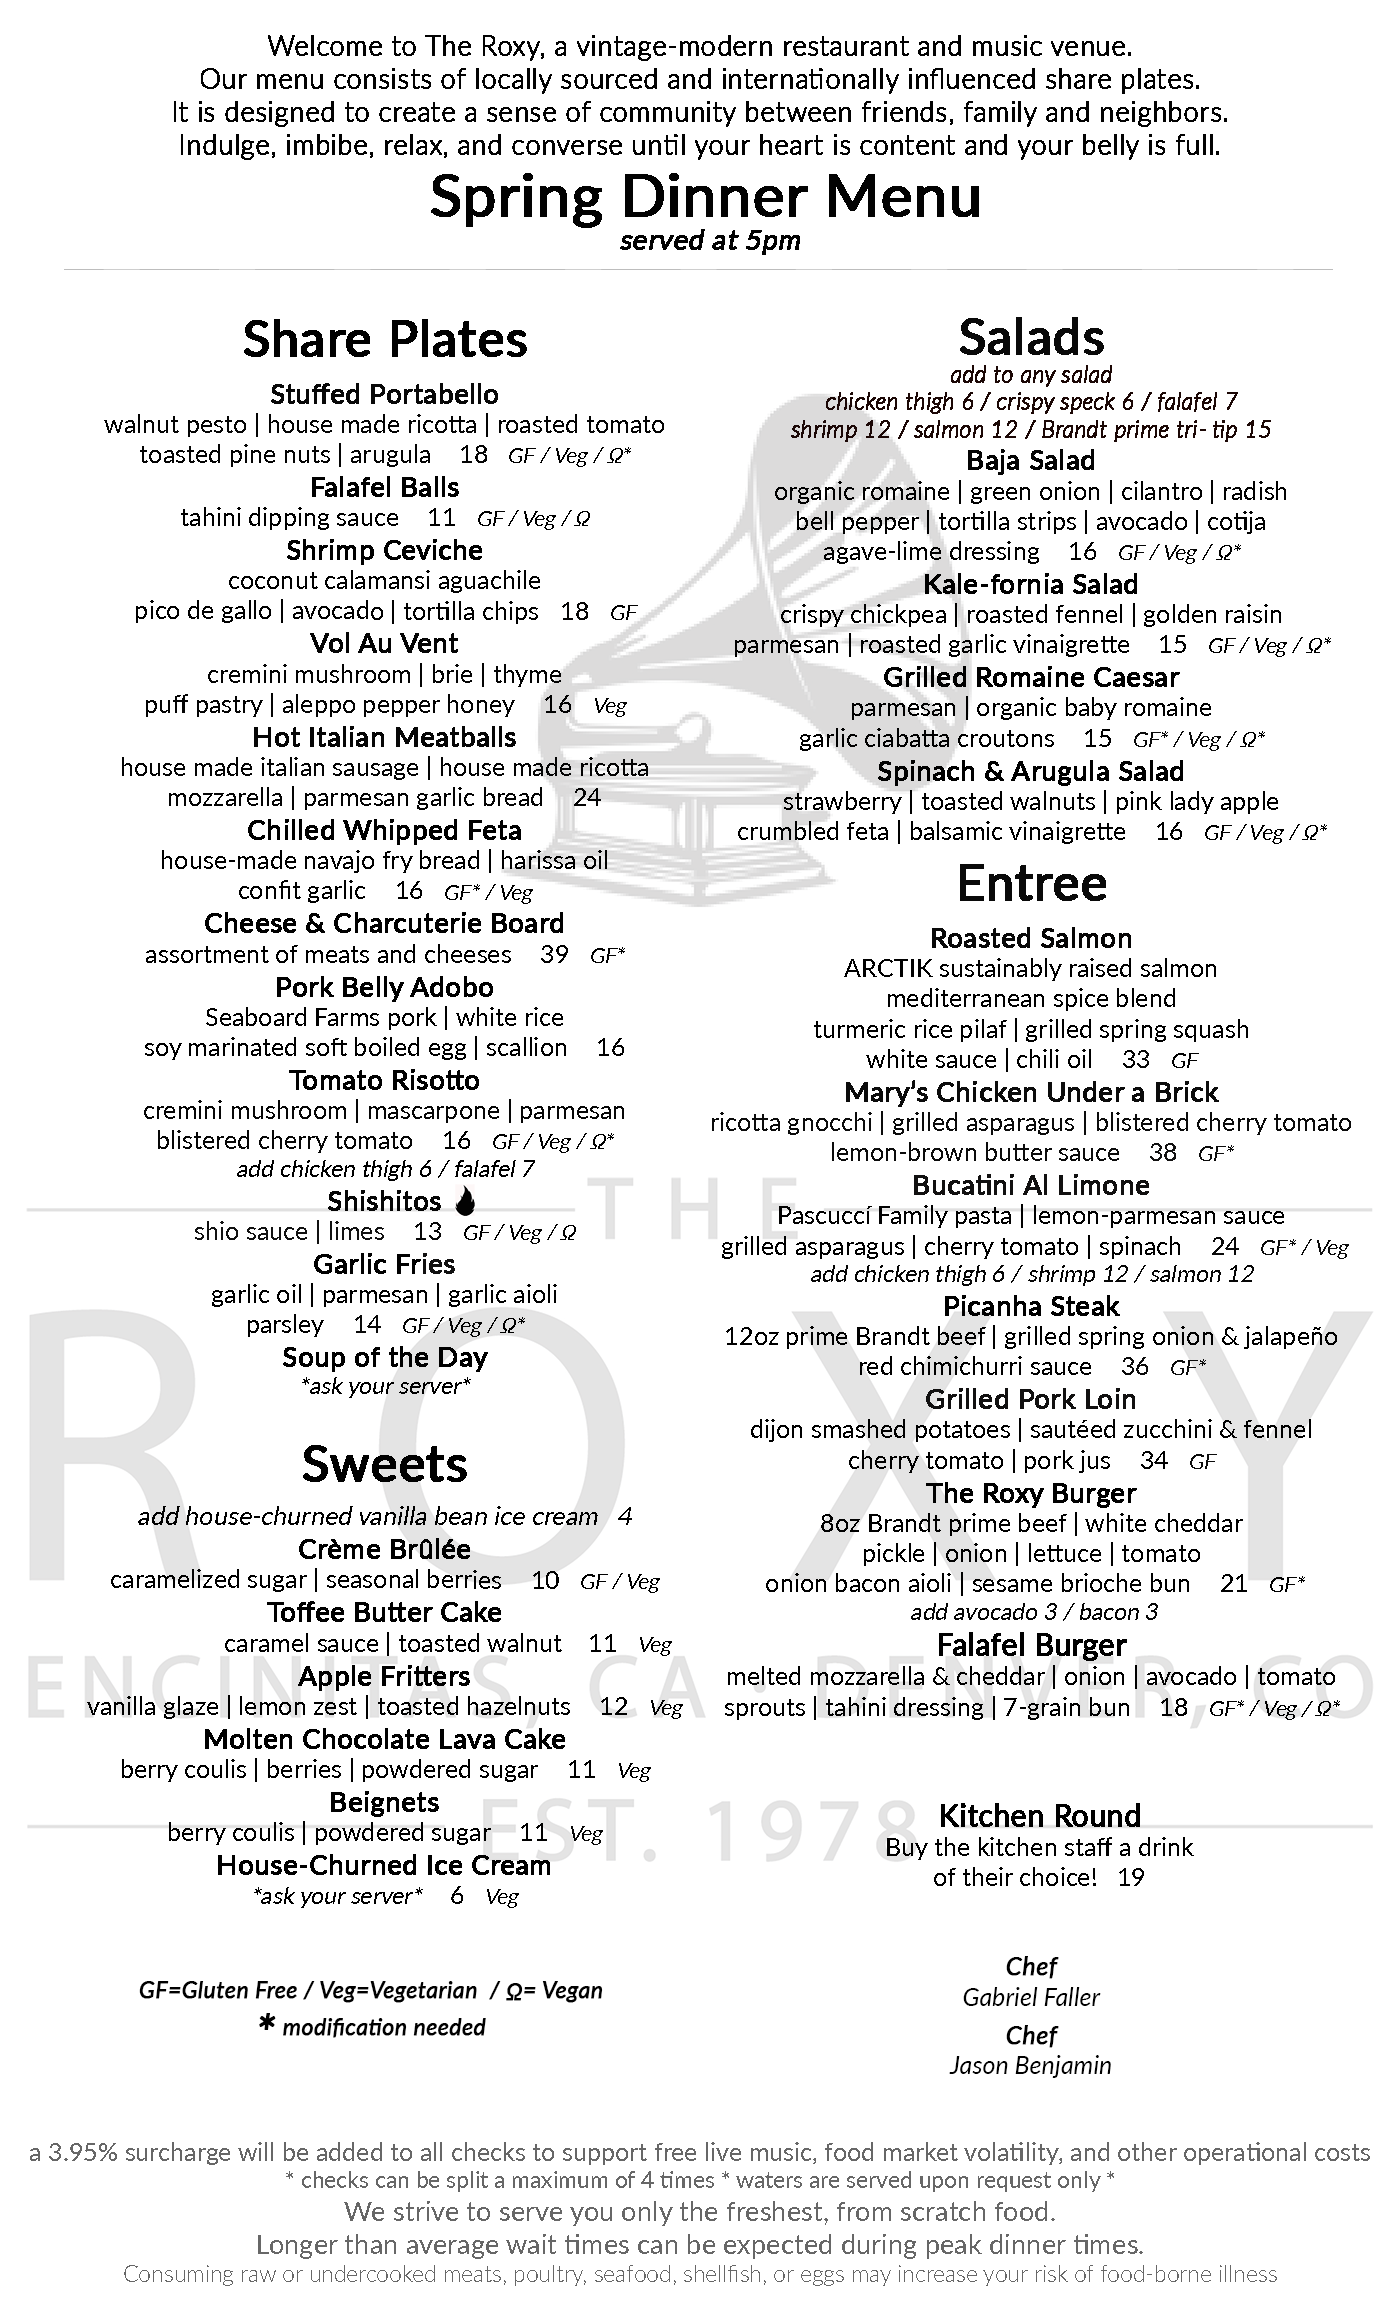 Welcome to The Roxy, a vintage-modern restaurant and music venue.
Our menu consists of locally sourced and internationally influenced share plates.
It is designed to create a sense of community between friends, family and neighbors.
Indulge, imbibe, relax, and converse until your heart is content and your belly is full.
Spring Dinner Menu
served at 5pm
Share Plates
Stuffed Portabello
walnut pesto | house made ricotta | roasted tomato
toasted pine nuts | arugula 18 GF / Veg / Ω*
Falafel Balls
tahini dipping sauce 11 GF / Veg / Ω
Shrimp Ceviche
coconut calamansi aguachile
pico de gallo | avocado | tortilla chips 18 GF
Vol Au Vent
cremini mushroom | brie | thyme
puff pastry | aleppo pepper honey 16 Veg
Hot Italian Meatballs
house made italian sausage | house made ricotta
mozzarella | parmesan garlic bread 24
Chilled Whipped Feta
house-made navajo fry bread | harissa oil
confit garlic 16 GF* / Veg
Cheese & Charcuterie Board
assortment of meats and cheeses 39 GF*
Pork Belly Adobo
Seaboard Farms pork | white rice
soy marinated soft boiled egg | scallion 16
Tomato Risotto
cremini mushroom | mascarpone | parmesan
blistered cherry tomato 16 GF / Veg / Ω*
add chicken thigh 6 / falafel 7
Shishitos
shio sauce | limes 13 GF / Veg / Ω
Garlic Fries
garlic oil | parmesan | garlic aioli
parsley 14 GF / Veg / Ω*
Soup of the Day
*ask your server*
Sweets
add house-churned vanilla bean ice cream 4
Crème Brûlée
caramelized sugar | seasonal berries 10 GF / Veg
Toffee Butter Cake
caramel sauce | toasted walnut 11 Veg
Apple Fritters
vanilla glaze | lemon zest | toasted hazelnuts 12 Veg
Molten Chocolate Lava Cake
berry coulis | berries | powdered sugar 11 Veg
Beignets
berry coulis | powdered sugar 11 Veg
House-Churned Ice Cream
*ask your server* 6 Veg
GF=Gluten Free / Veg=Vegetarian / Ω= Vegan
* modification needed
Salads
add to any salad
chicken thigh 6 / crispy speck 6 / falafel 7
shrimp 12 / salmon 12 / Brandt prime tri- tip 15
Baja Salad
organic romaine | green onion | cilantro | radish
bell pepper | tortilla strips | avocado | cotija
agave-lime dressing 16 GF / Veg / Ω*
Kale-fornia Salad
crispy chickpea | roasted fennel | golden raisin
parmesan | roasted garlic vinaigrette 15 GF / Veg / Ω*
Grilled Romaine Caesar
parmesan | organic baby romaine
garlic ciabatta croutons 15 GF* / Veg / Ω*
Spinach & Arugula Salad
strawberry | toasted walnuts | pink lady apple
crumbled feta | balsamic vinaigrette 16 GF / Veg / Ω*
Entree
Roasted Salmon
ARCTIK sustainably raised salmon
mediterranean spice blend
turmeric rice pilaf | grilled spring squash
white sauce | chili oil 33 GF
Mary's Chicken Under a Brick
ricotta gnocchi | grilled asparagus | blistered cherry tomato
lemon-brown butter sauce 38 GF*
Bucatini Al Limone
Pascuccí Family pasta | lemon-parmesan sauce
grilled asparagus | cherry tomato | spinach 24 GF* / Veg
add chicken thigh 6 / shrimp 12 / salmon 12
Picanha Steak
12oz prime Brandt beef | grilled spring onion & jalapeño
red chimichurri sauce 36 GF*
Grilled Pork Loin
dijon smashed potatoes | sautéed zucchini & fennel
cherry tomato | pork jus 34 GF
The Roxy Burger
8oz Brandt prime beef | white cheddar
pickle | onion | lettuce | tomato
onion bacon aioli | sesame brioche bun 21 GF*
add avocado 3 / bacon 3
Falafel Burger
melted mozzarella & cheddar | onion | avocado | tomato
sprouts | tahini dressing | 7-grain bun 18 GF* / Veg / Ω*
Kitchen Round
Buy the kitchen staff a drink
of their choice! 19
Chef
Gabriel Faller
Chef
Jason Benjamin
THE
ROXY
ENCINITAS, CA · DENVER, CO
EST. 1978
a 3.95% surcharge will be added to all checks to support free live music, food market volatility, and other operational costs
* checks can be split a maximum of 4 times * waters are served upon request only *
We strive to serve you only the freshest, from scratch food.
Longer than average wait times can be expected during peak dinner times.
Consuming raw or undercooked meats, poultry, seafood, shellfish, or eggs may increase your risk of food-borne illness